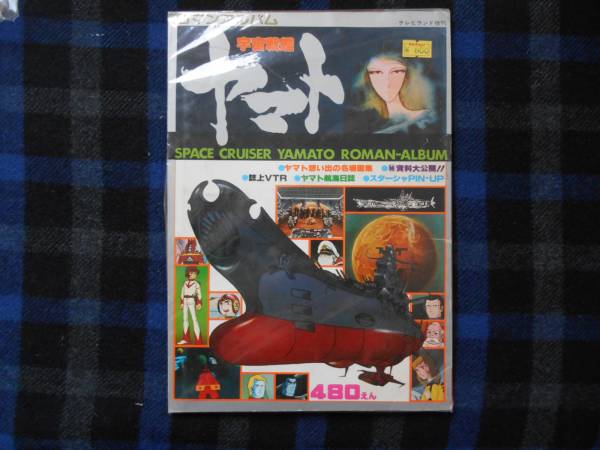 ロマンアルバム
テレビランド増刊
宇宙戦艦
ヤマト
¥600
SPACE CRUISER YAMATO ROMAN-ALBUM
●ヤマト想い出の名場面集 ●㊙資料大公開!!
●誌上VTR ●ヤマト航海日誌 ●スターシャPIN-UP
480えん